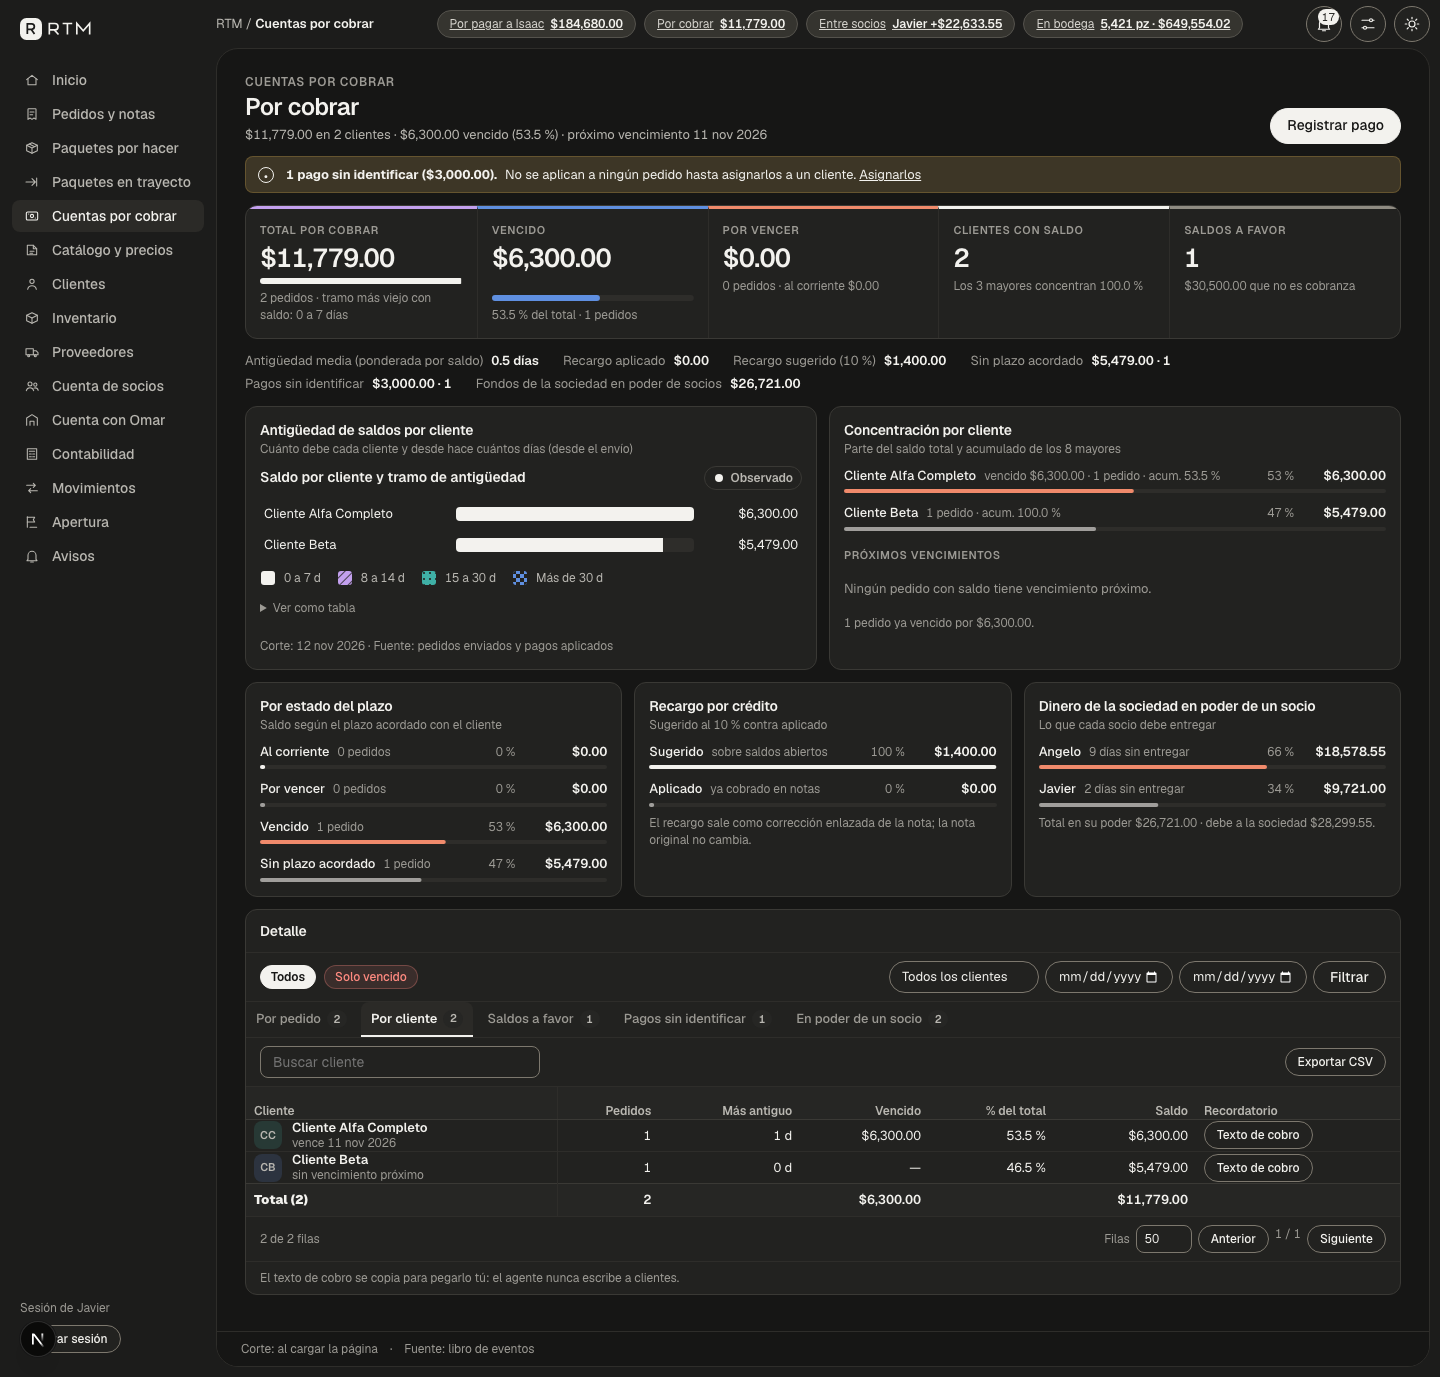 R RTM
RTM / Cuentas por cobrar
Por pagar a Isaac $184,680.00
Por cobrar $11,779.00
Entre socios Javier +$22,633.55
En bodega 5,421 pz · $649,554.02
17
Inicio
Pedidos y notas
Paquetes por hacer
Paquetes en trayecto
Cuentas por cobrar
Catálogo y precios
Clientes
Inventario
Proveedores
Cuenta de socios
Cuenta con Omar
Contabilidad
Movimientos
Apertura
Avisos
Sesión de Javier
N ar sesión
CUENTAS POR COBRAR
Por cobrar
$11,779.00 en 2 clientes · $6,300.00 vencido (53.5 %) · próximo vencimiento 11 nov 2026
Registrar pago
1 pago sin identificar ($3,000.00). No se aplican a ningún pedido hasta asignarlos a un cliente. Asignarlos
TOTAL POR COBRAR
$11,779.00
2 pedidos · tramo más viejo con
saldo: 0 a 7 días
VENCIDO
$6,300.00
53.5 % del total · 1 pedidos
POR VENCER
$0.00
0 pedidos · al corriente $0.00
CLIENTES CON SALDO
2
Los 3 mayores concentran 100.0 %
SALDOS A FAVOR
1
$30,500.00 que no es cobranza
Antigüedad media (ponderada por saldo) 0.5 días Recargo aplicado $0.00 Recargo sugerido (10 %) $1,400.00 Sin plazo acordado $5,479.00 · 1
Pagos sin identificar $3,000.00 · 1 Fondos de la sociedad en poder de socios $26,721.00
Antigüedad de saldos por cliente
Cuánto debe cada cliente y desde hace cuántos días (desde el envío)
Saldo por cliente y tramo de antigüedad
Observado
Cliente Alfa Completo $6,300.00
Cliente Beta $5,479.00
0 a 7 d 8 a 14 d 15 a 30 d Más de 30 d
Ver como tabla
Corte: 12 nov 2026 · Fuente: pedidos enviados y pagos aplicados
Concentración por cliente
Parte del saldo total y acumulado de los 8 mayores
Cliente Alfa Completo vencido $6,300.00 · 1 pedido · acum. 53.5 % 53 % $6,300.00
Cliente Beta 1 pedido · acum. 100.0 % 47 % $5,479.00
PRÓXIMOS VENCIMIENTOS
Ningún pedido con saldo tiene vencimiento próximo.
1 pedido ya vencido por $6,300.00.
Por estado del plazo
Saldo según el plazo acordado con el cliente
Al corriente 0 pedidos 0 % $0.00
Por vencer 0 pedidos 0 % $0.00
Vencido 1 pedido 53 % $6,300.00
Sin plazo acordado 1 pedido 47 % $5,479.00
Recargo por crédito
Sugerido al 10 % contra aplicado
Sugerido sobre saldos abiertos 100 % $1,400.00
Aplicado ya cobrado en notas 0 % $0.00
El recargo sale como corrección enlazada de la nota; la nota
original no cambia.
Dinero de la sociedad en poder de un socio
Lo que cada socio debe entregar
Angelo 9 días sin entregar 66 % $18,578.55
Javier 2 días sin entregar 34 % $9,721.00
Total en su poder $26,721.00 · debe a la sociedad $28,299.55.
Detalle
Todos Solo vencido
Todos los clientes mm/dd/yyyy mm/dd/yyyy Filtrar
Por pedido 2 Por cliente 2 Saldos a favor 1 Pagos sin identificar 1 En poder de un socio 2
Buscar cliente
Exportar CSV
Cliente Pedidos Más antiguo Vencido % del total Saldo Recordatorio
CC Cliente Alfa Completo 1 1 d $6,300.00 53.5 % $6,300.00 Texto de cobro
vence 11 nov 2026
CB Cliente Beta 1 0 d — 46.5 % $5,479.00 Texto de cobro
sin vencimiento próximo
Total (2) 2 $6,300.00 $11,779.00
2 de 2 filas
Filas 50 Anterior 1 / 1 Siguiente
El texto de cobro se copia para pegarlo tú: el agente nunca escribe a clientes.
Corte: al cargar la página · Fuente: libro de eventos